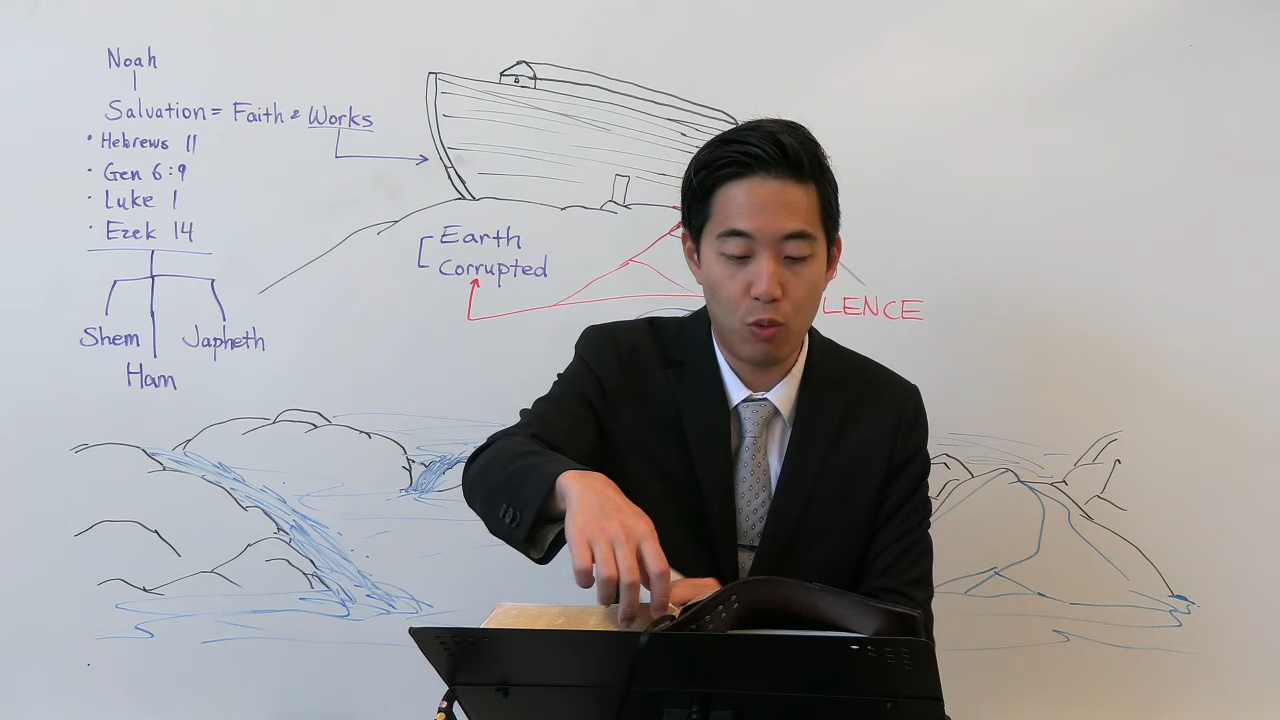 Noah
Salvation = Faith & Works
• Hebrews 11
• Gen 6:9
• Luke 1
• Ezek 14
Shem
Japheth
Ham
Earth
Corrupted
LENCE